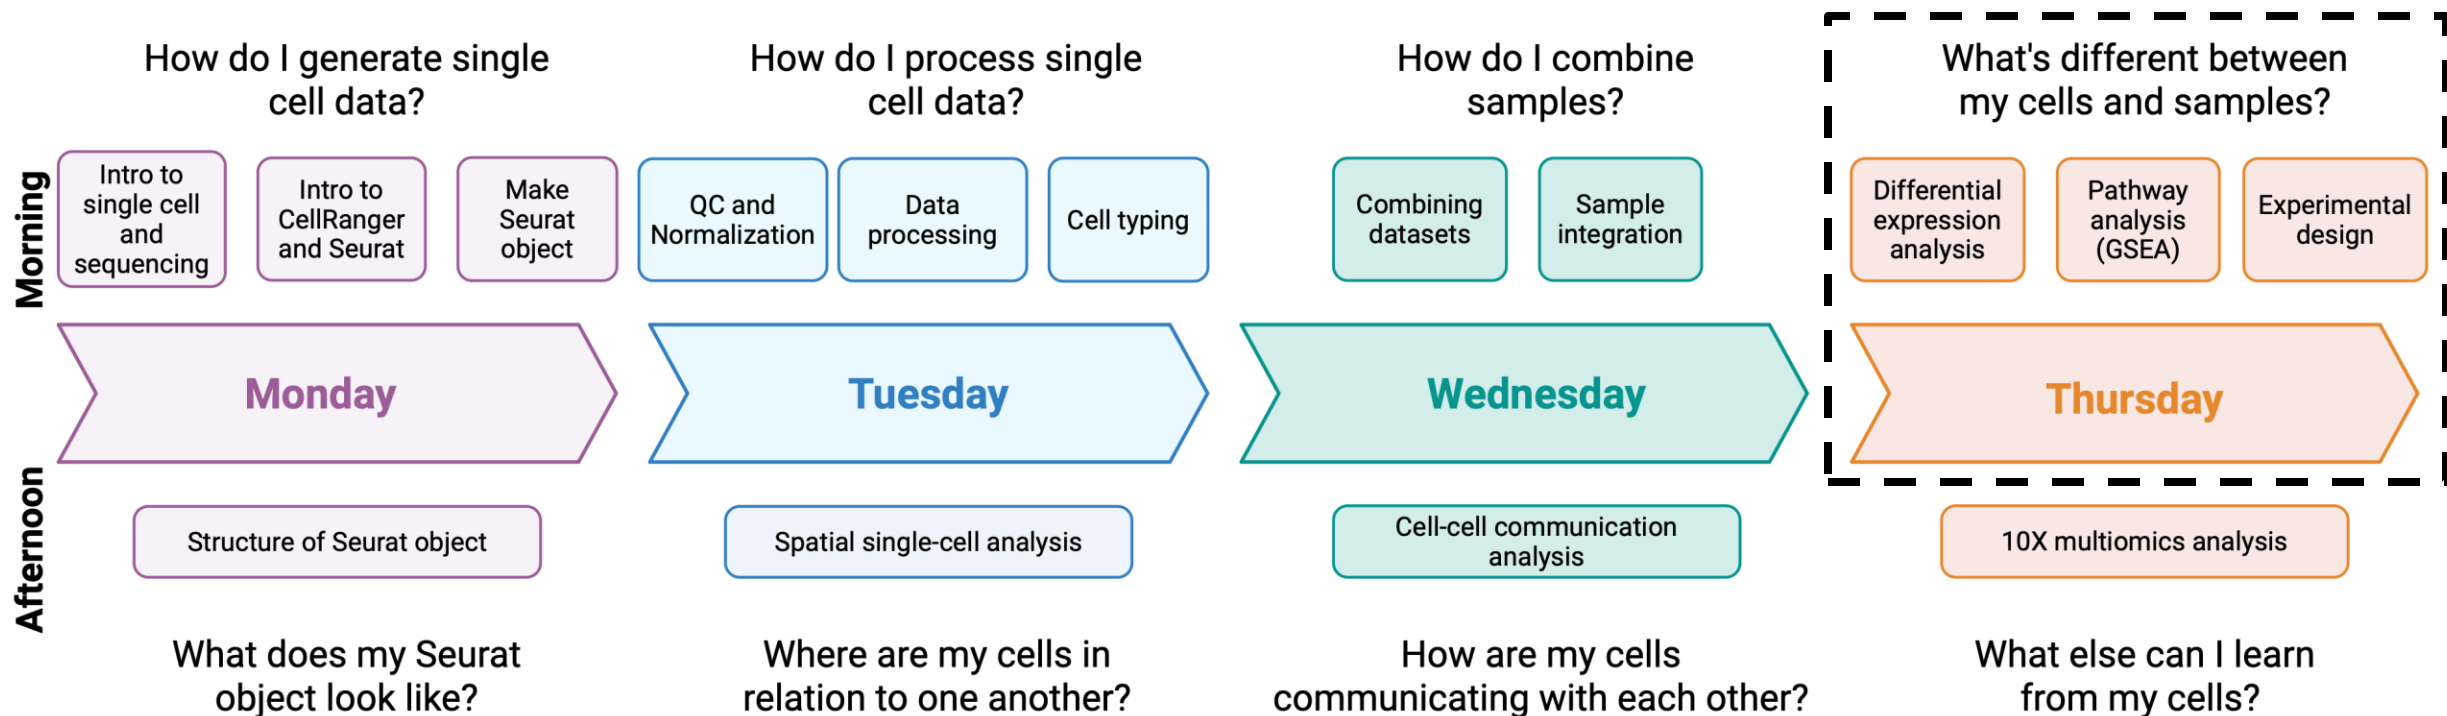 How do I generate single
cell data?
How do I process single
cell data?
How do I combine
samples?
What's different between
my cells and samples?
Morning
Intro to
single cell
and
sequencing
Intro to
CellRanger
and Seurat
Make
Seurat
object
QC and
Normalization
Data
processing
Cell typing
Combining
datasets
Sample
integration
Differential
expression
analysis
Pathway
analysis
(GSEA)
Experimental
design
Monday
Tuesday
Wednesday
Thursday
Afternoon
Structure of Seurat object
Spatial single-cell analysis
Cell-cell communication
analysis
10X multiomics analysis
What does my Seurat
object look like?
Where are my cells in
relation to one another?
How are my cells
communicating with each other?
What else can I learn
from my cells?